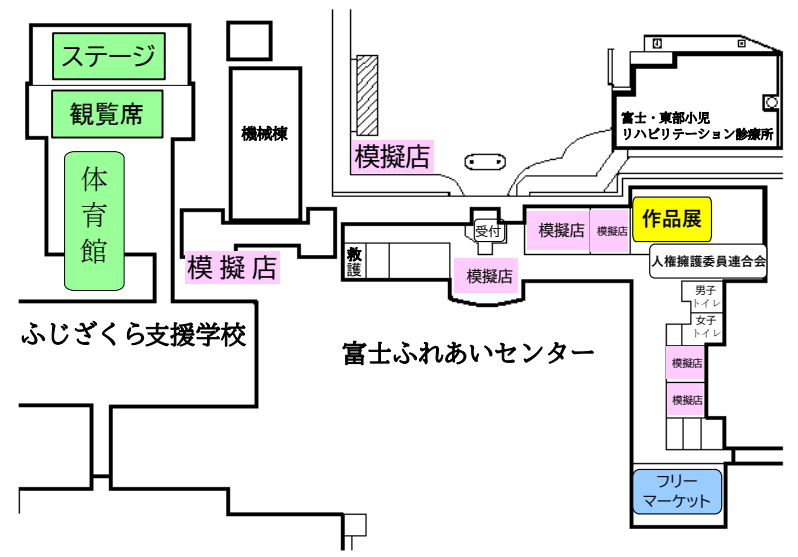 ステージ
観覧席
体
育
館
機械棟
模擬店
富士・東部小児
リハビリテーション診療所
模擬店
救
護
受付
模擬店
模擬店
模擬店
作品展
人権擁護委員連合会
男子
トイレ
女子
トイレ
模擬店
模擬店
ふじざくら支援学校
富士ふれあいセンター
フリー
マーケット